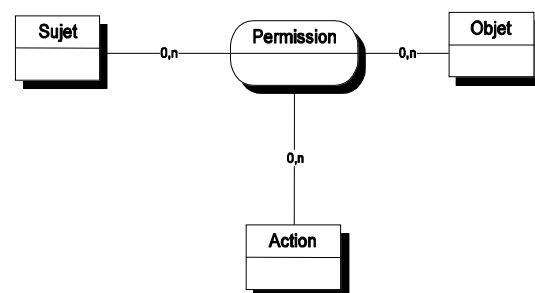 Sujet
Permission
Objet
0,n
0,n
0,n
Action